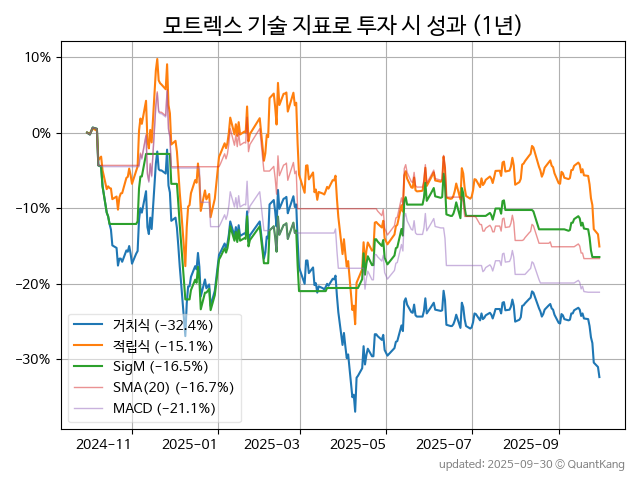 모트렉스 기술 지표로 투자 시 성과 (1년)
10%
0%
−10%
−20%
−30%
거치식 (−32.4%)
적립식 (−15.1%)
SigM (−16.5%)
SMA(20) (−16.7%)
MACD (−21.1%)
2024-11 2025-01 2025-03 2025-05 2025-07 2025-09
updated: 2025-09-30 © QuantKang